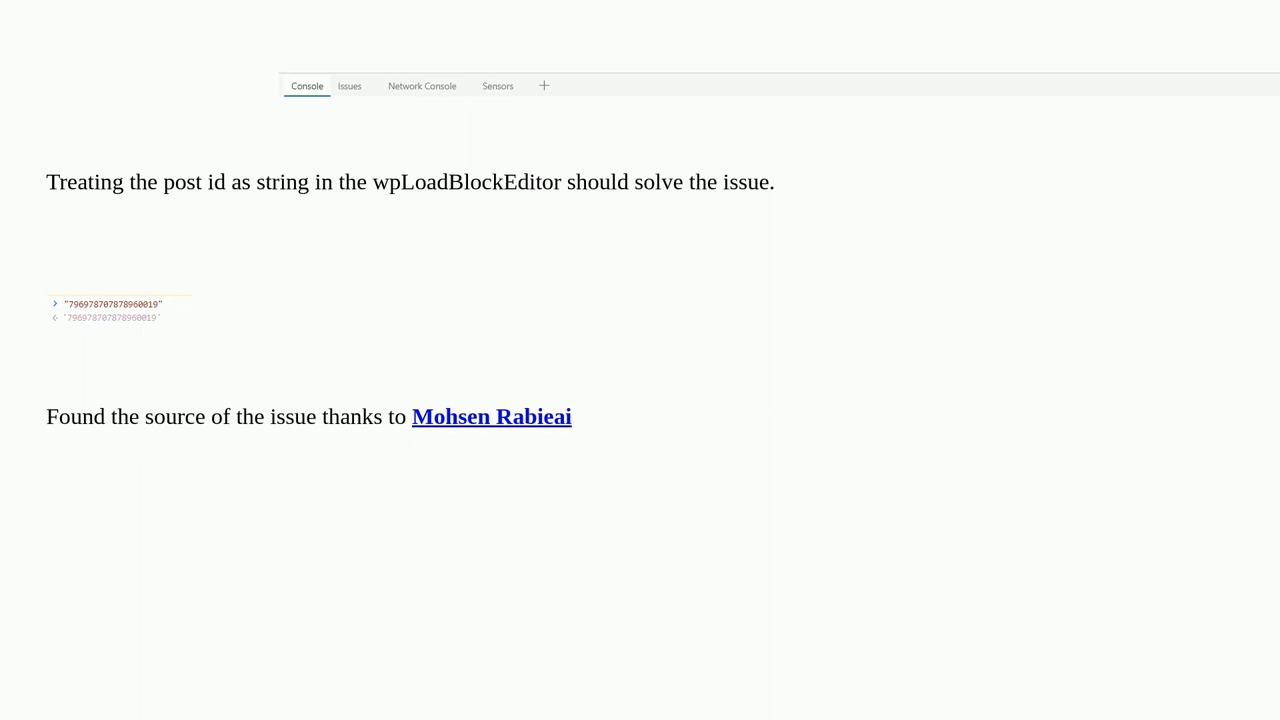 Console Issues Network Console Sensors +
Treating the post id as string in the wpLoadBlockEditor should solve the issue.
> "796978707878960019"
<· '796978707878960019'
Found the source of the issue thanks to Mohsen Rabieai